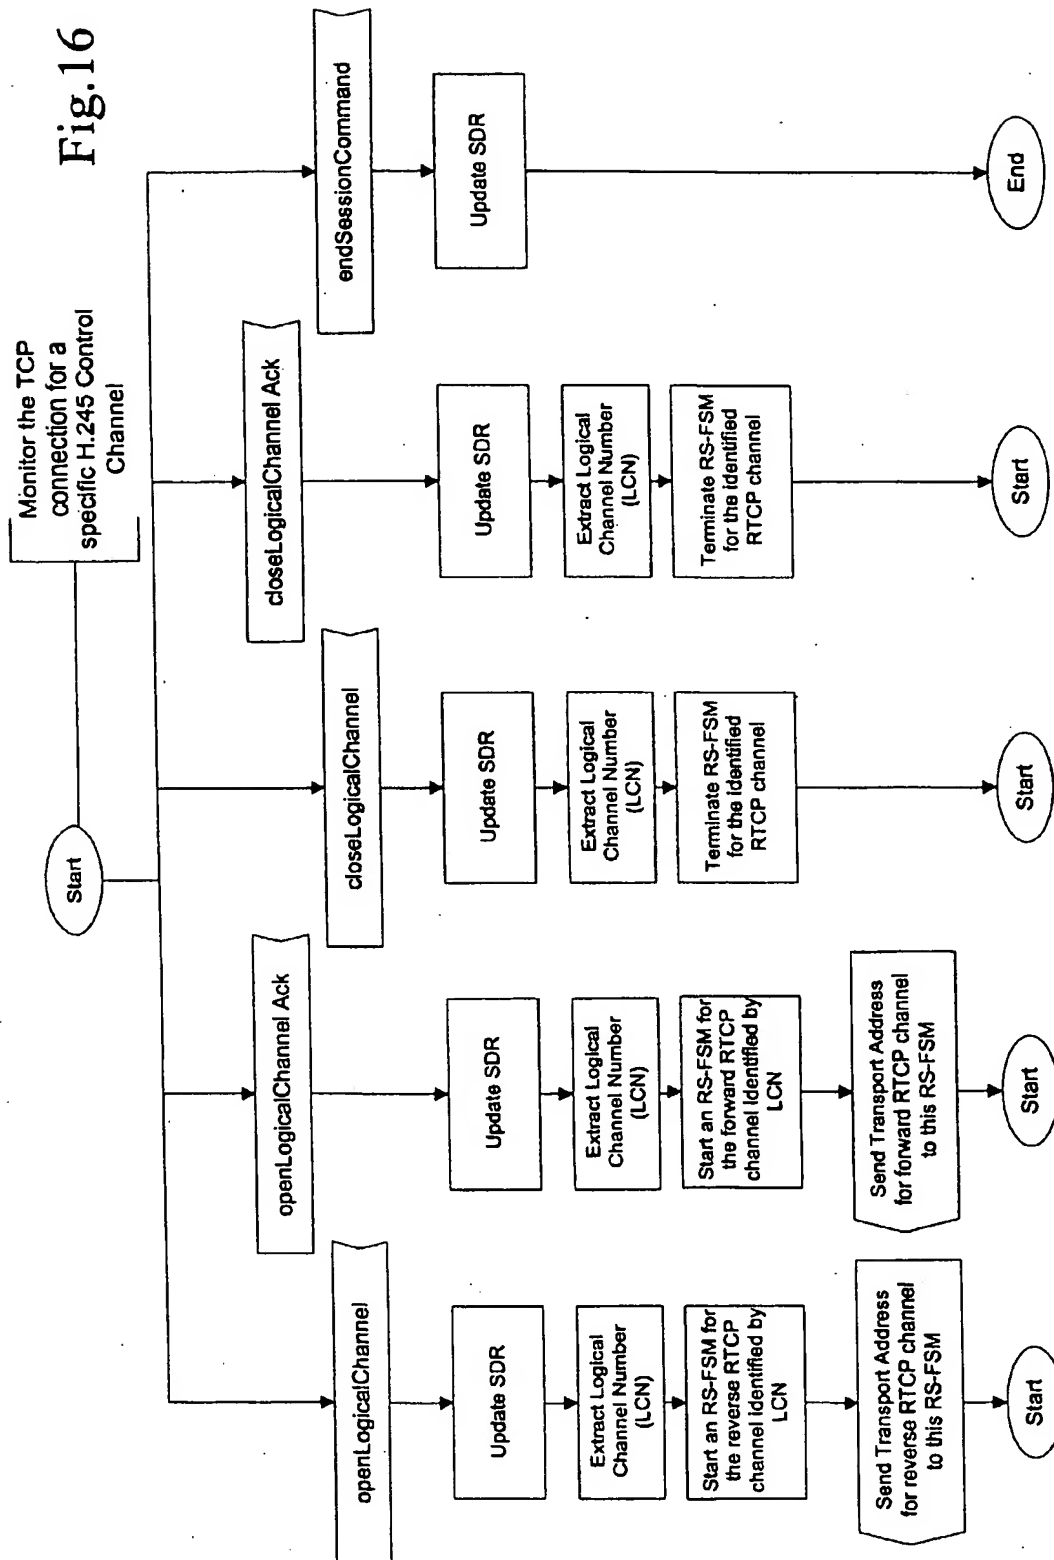 Fig.16
Monitor the TCP
connection for a
specific H.245 Control
Channel
Start
openLogicalChannel
Update SDR
Extract Logical
Channel Number
(LCN)
Start an RS-FSM for
the reverse RTCP
channel identified by
LCN
Send Transport Address
for reverse RTCP channel
to this RS-FSM
Start
openLogicalChannel Ack
Update SDR
Extract Logical
Channel Number
(LCN)
Start an RS-FSM for
the forward RTCP
channel identified by
LCN
Send Transport Address
for forward RTCP channel
to this RS-FSM
Start
closeLogicalChannel
Update SDR
Extract Logical
Channel Number
(LCN)
Terminate RS-FSM
for the identified
RTCP channel
Start
closeLogicalChannel Ack
Update SDR
Extract Logical
Channel Number
(LCN)
Terminate RS-FSM
for the identified
RTCP channel
Start
endSessionCommand
Update SDR
End